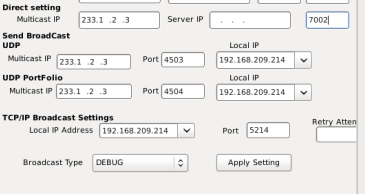 Direct setting
Multicast IP 233.1 .2 .3 Server IP . . . 7002
Send BroadCast
UDP Local IP
Multicast IP 233.1 .2 .3 Port 4503 192.168.209.214
UDP PortFolio Local IP
Multicast IP 233.1 .2 .3 Port 4504 192.168.209.214
TCP/IP Broadcast Settings Retry Atten
Local IP Address 192.168.209.214 Port 5214
Broadcast Type DEBUG Apply Setting